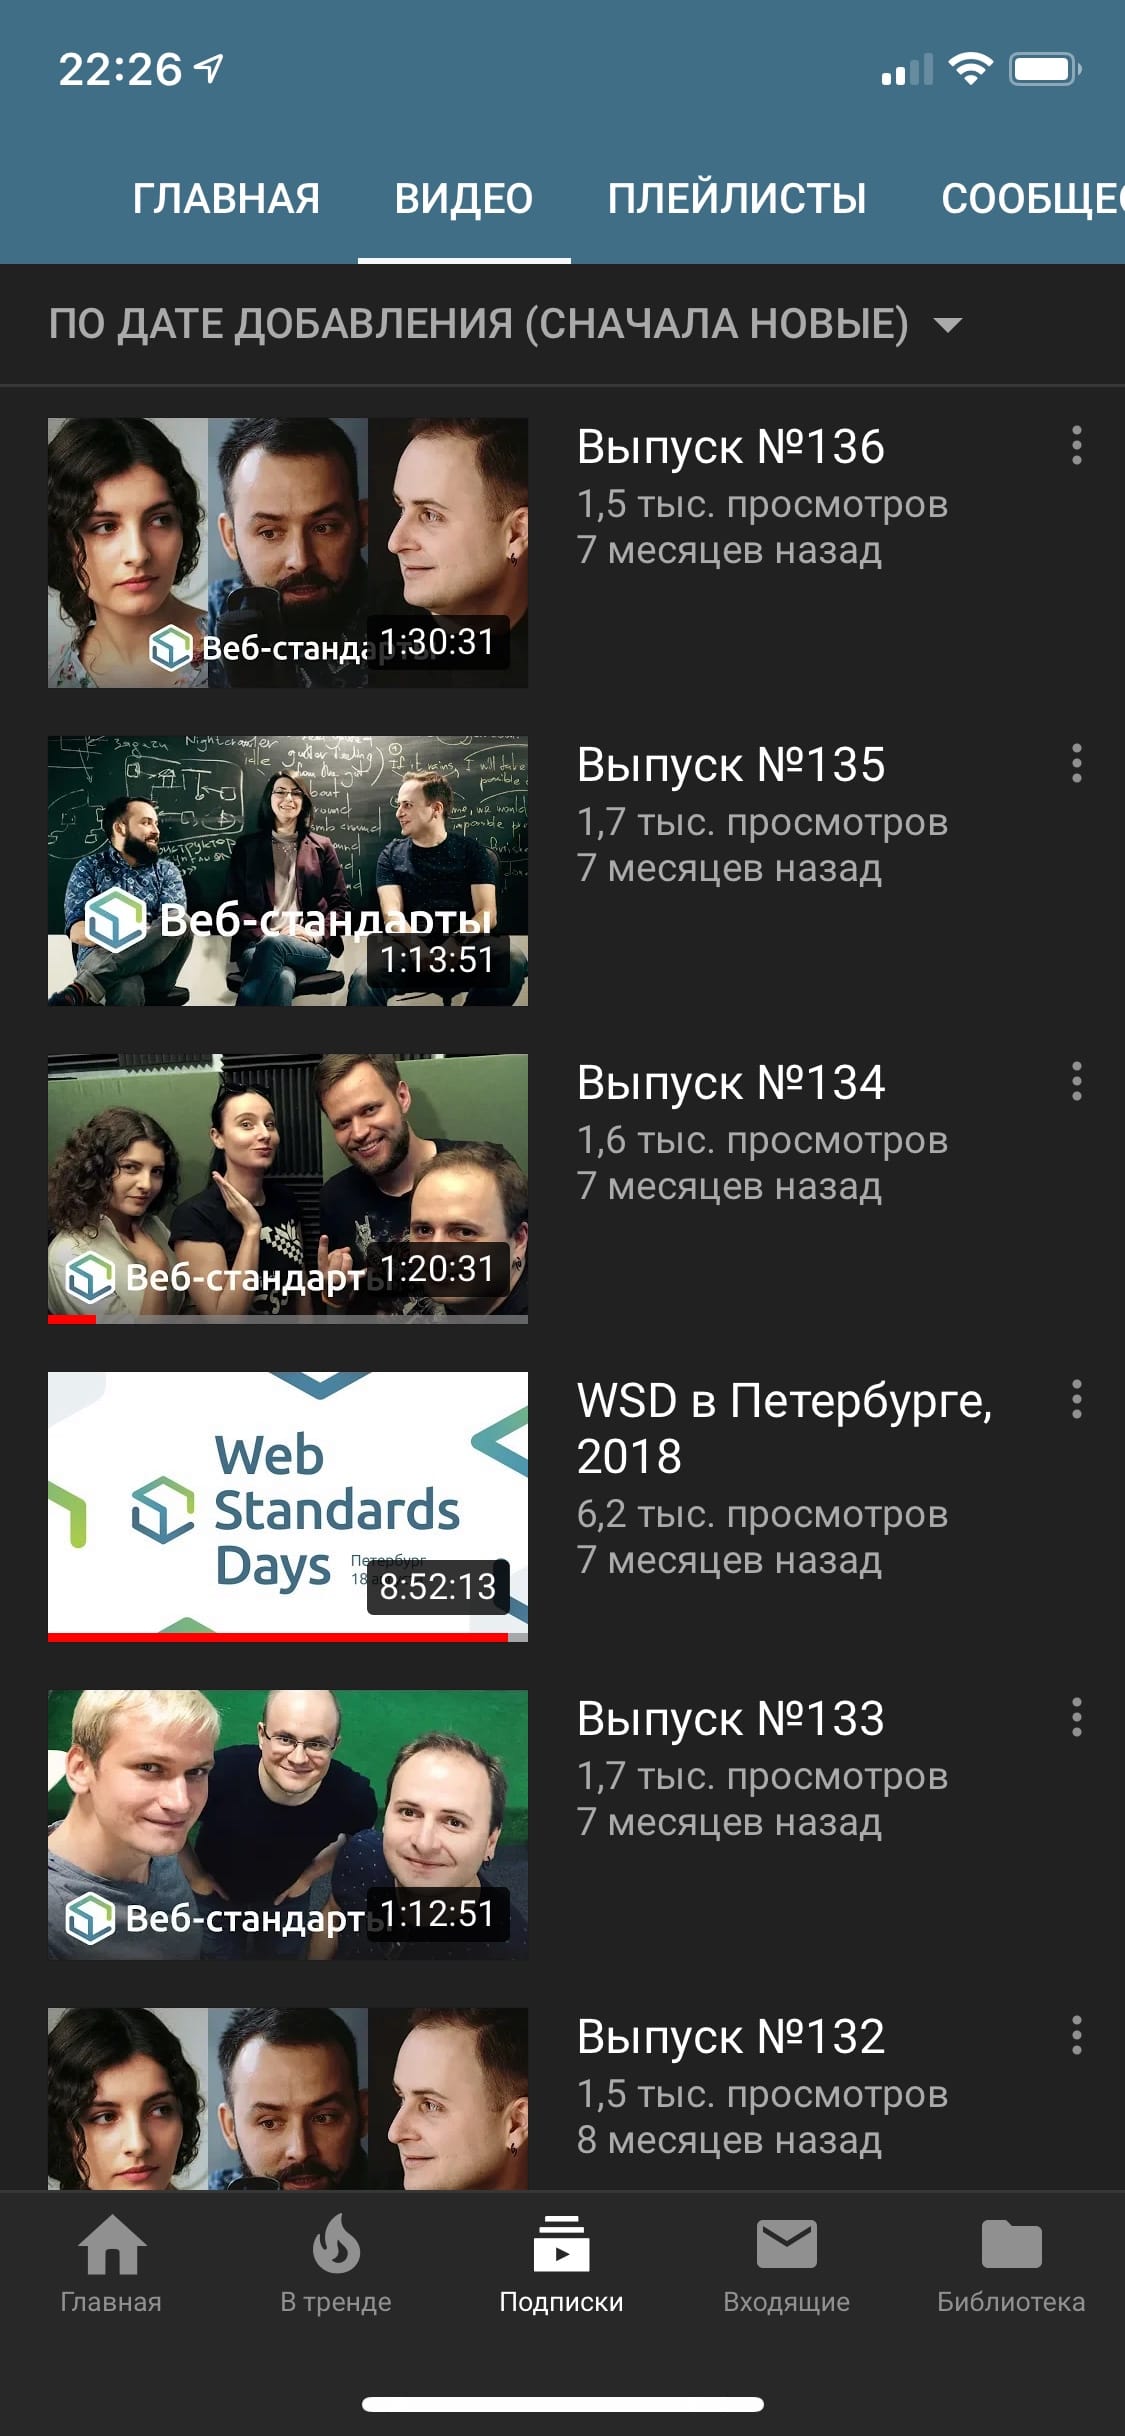 22:26
ГЛАВНАЯ ВИДЕО ПЛЕЙЛИСТЫ СООБЩЕС
ПО ДАТЕ ДОБАВЛЕНИЯ (СНАЧАЛА НОВЫЕ)
Выпуск №136
1,5 тыс. просмотров
7 месяцев назад
Веб-стандарты
1:30:31
Выпуск №135
1,7 тыс. просмотров
7 месяцев назад
Веб-стандарты
1:13:51
Выпуск №134
1,6 тыс. просмотров
7 месяцев назад
Веб-стандарты
1:20:31
WSD в Петербурге,
2018
6,2 тыс. просмотров
7 месяцев назад
Web
Standards
Days
Петербург
18
8:52:13
Выпуск №133
1,7 тыс. просмотров
7 месяцев назад
Веб-стандарты
1:12:51
Выпуск №132
1,5 тыс. просмотров
8 месяцев назад
Главная В тренде Подписки Входящие Библиотека